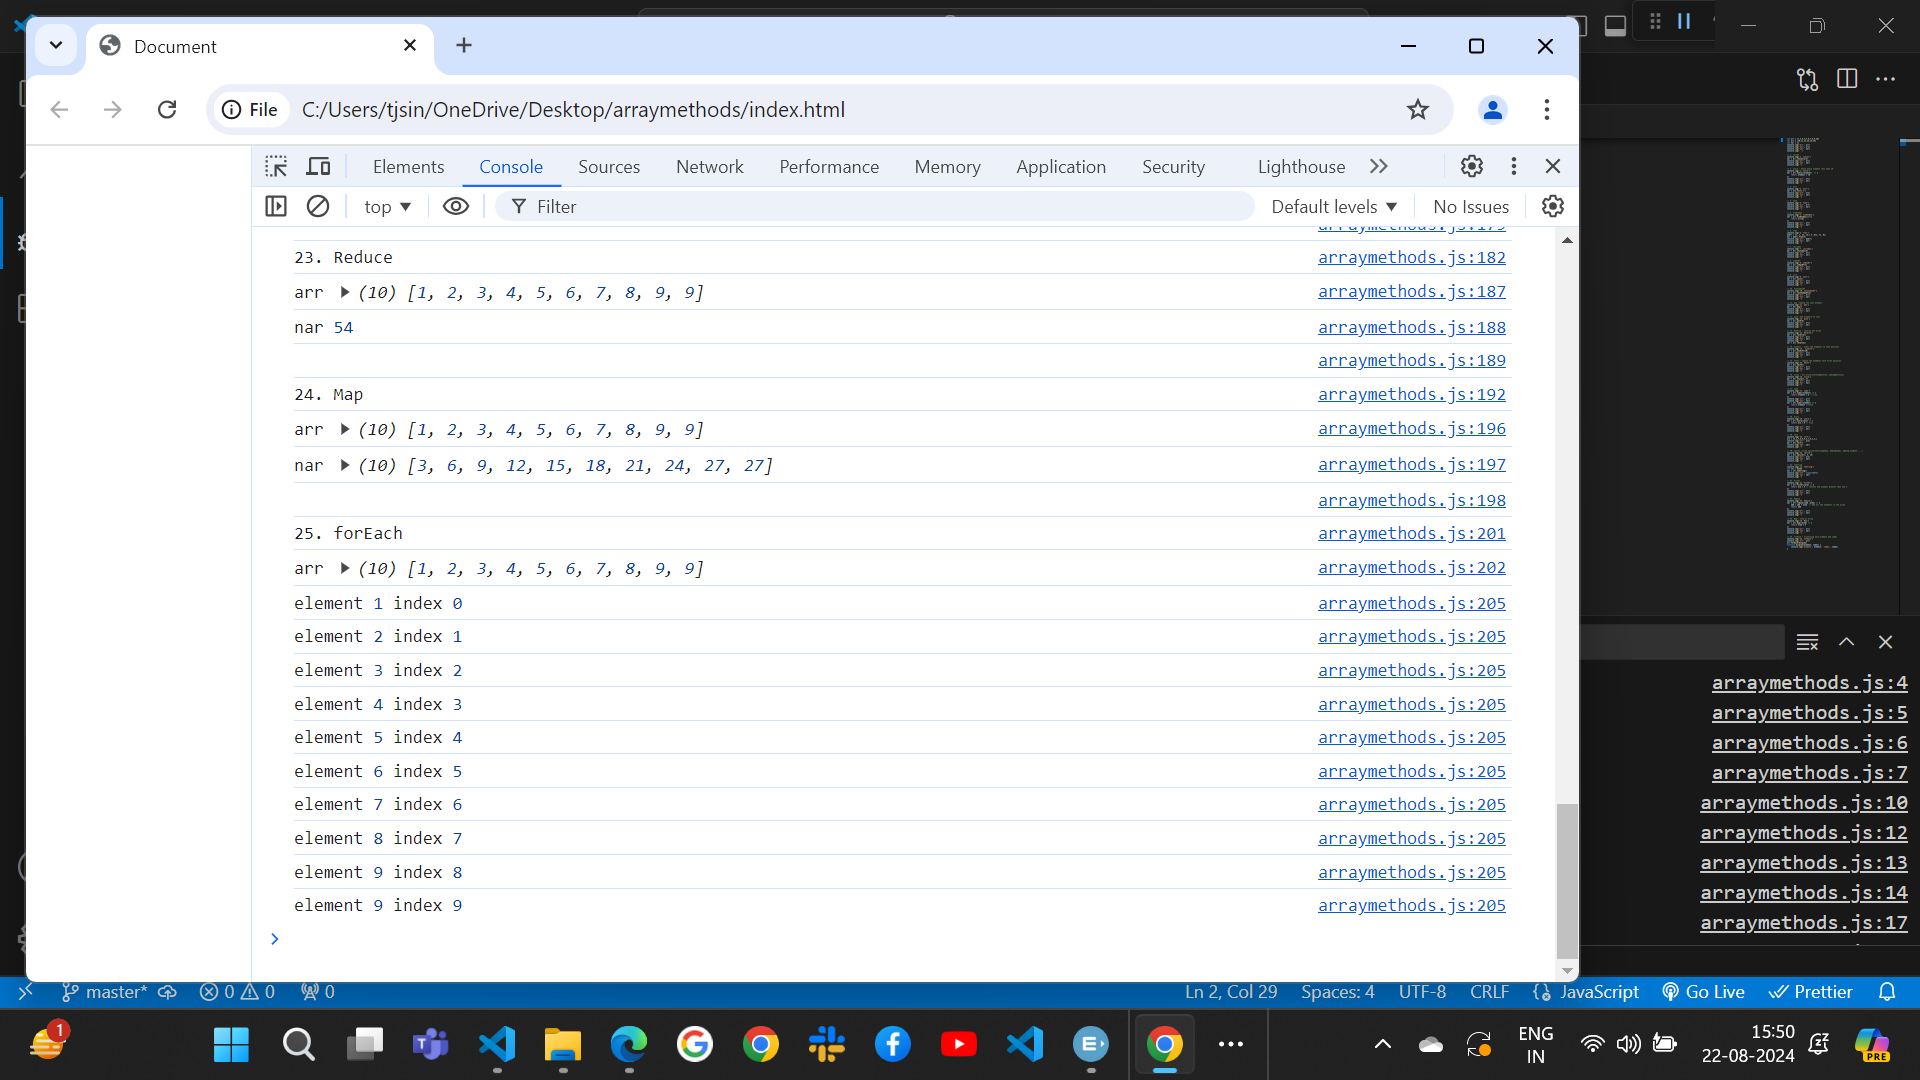 Document
File
C:/Users/tjsin/OneDrive/Desktop/arraymethods/index.html
Elements Console Sources Network Performance Memory Application Security Lighthouse
top Filter Default levels No Issues
arraymethods.js:179
23. Reduce arraymethods.js:182
arr (10) [1, 2, 3, 4, 5, 6, 7, 8, 9, 9] arraymethods.js:187
nar 54 arraymethods.js:188
arraymethods.js:189
24. Map arraymethods.js:192
arr (10) [1, 2, 3, 4, 5, 6, 7, 8, 9, 9] arraymethods.js:196
nar (10) [3, 6, 9, 12, 15, 18, 21, 24, 27, 27] arraymethods.js:197
arraymethods.js:198
25. forEach arraymethods.js:201
arr (10) [1, 2, 3, 4, 5, 6, 7, 8, 9, 9] arraymethods.js:202
element 1 index 0 arraymethods.js:205
element 2 index 1 arraymethods.js:205
element 3 index 2 arraymethods.js:205
element 4 index 3 arraymethods.js:205
element 5 index 4 arraymethods.js:205
element 6 index 5 arraymethods.js:205
element 7 index 6 arraymethods.js:205
element 8 index 7 arraymethods.js:205
element 9 index 8 arraymethods.js:205
element 9 index 9 arraymethods.js:205
arraymethods.js:4
arraymethods.js:5
arraymethods.js:6
arraymethods.js:7
arraymethods.js:10
arraymethods.js:12
arraymethods.js:13
arraymethods.js:14
arraymethods.js:17
master* 0 0 0 Ln 2, Col 29 Spaces: 4 UTF-8 CRLF JavaScript Go Live Prettier
1
ENG
IN
15:50
22-08-2024
PRE